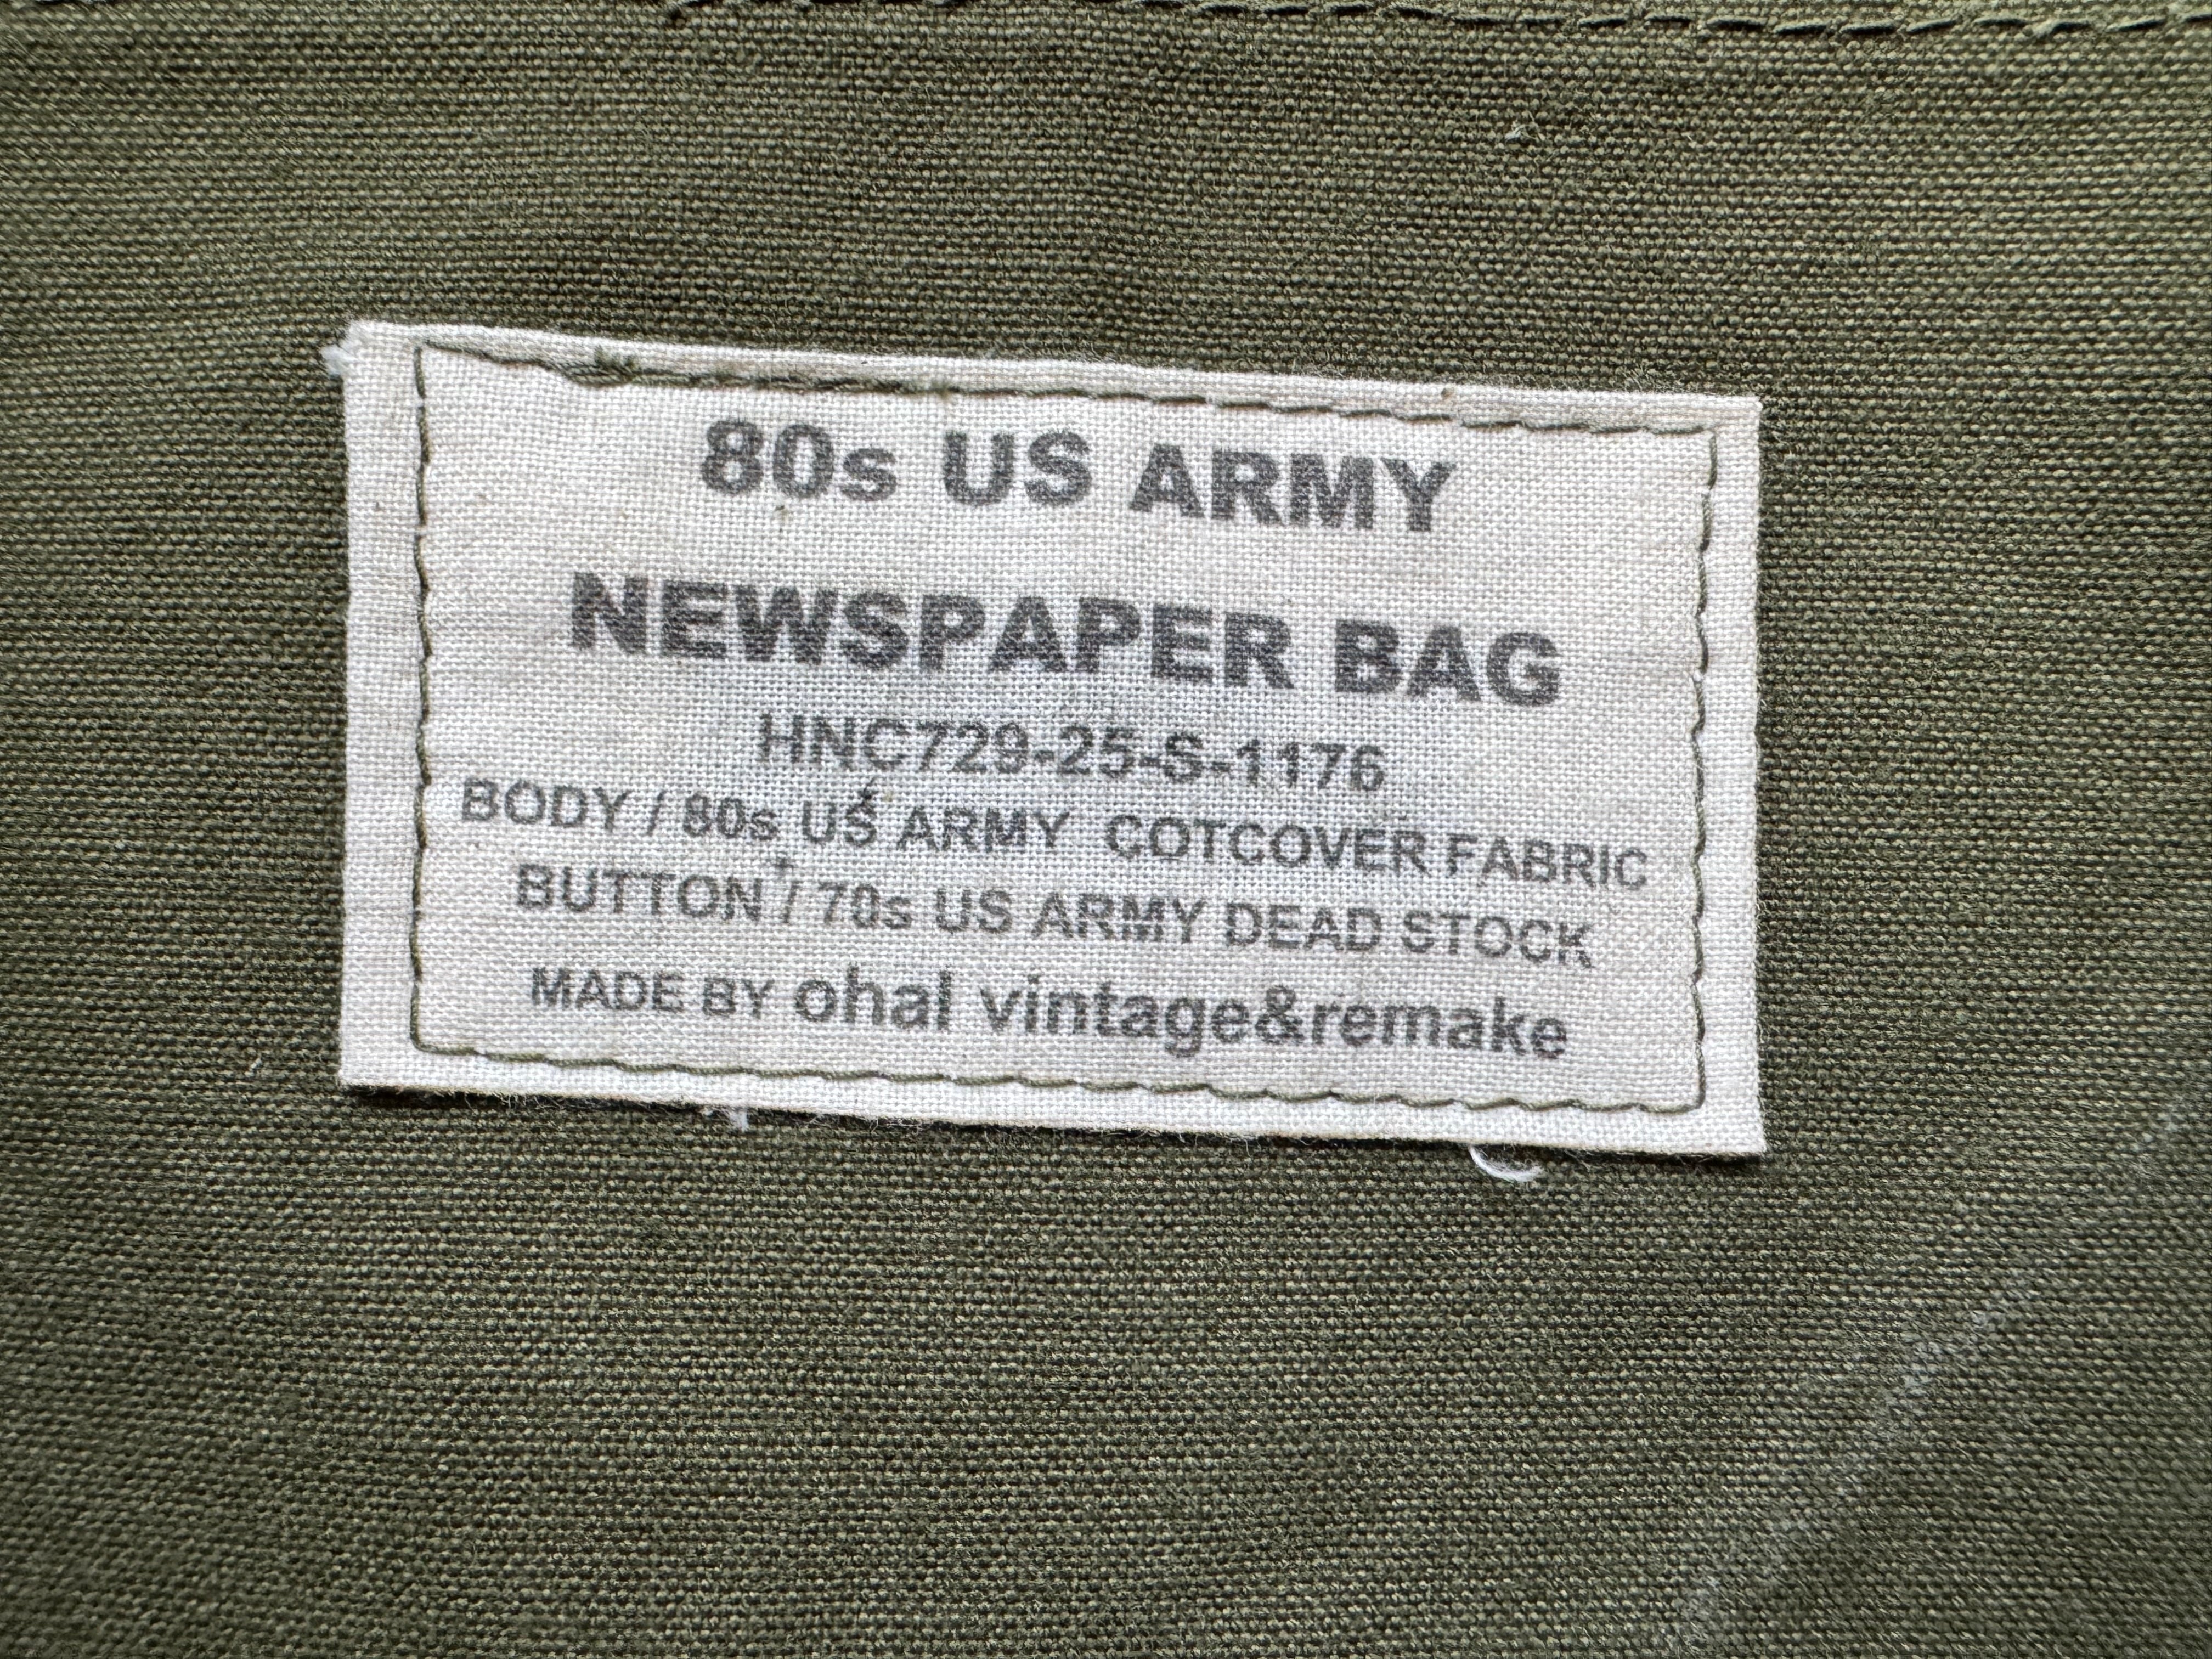 80s US ARMY
NEWSPAPER BAG
HNC729-25-S-1176
BODY / 80s US ARMY COTCOVER FABRIC
BUTTON / 70s US ARMY DEAD STOCK
MADE BY ohal vintage&remake